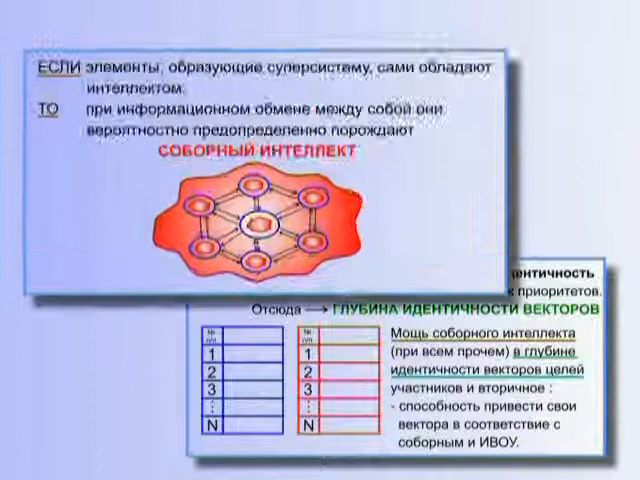 ЕСЛИ элементы, образующие суперсистему, сами обладают
интеллектом,
ТО при информационном обмене между собой они
вероятностно предопределенно порождают
СОБОРНЫЙ ИНТЕЛЛЕКТ
дентичность
к приоритетов.
Отсюда → ГЛУБИНА ИДЕНТИЧНОСТИ ВЕКТОРОВ
№ п/п
1
2
3
⋮
N
№ п/п
1
2
3
⋮
N
Мощь соборного интеллекта
(при всем прочем) в глубине
идентичности векторов целей
участников и вторичное :
- способность привести свои
вектора в соответствие с
соборным и ИВОУ.